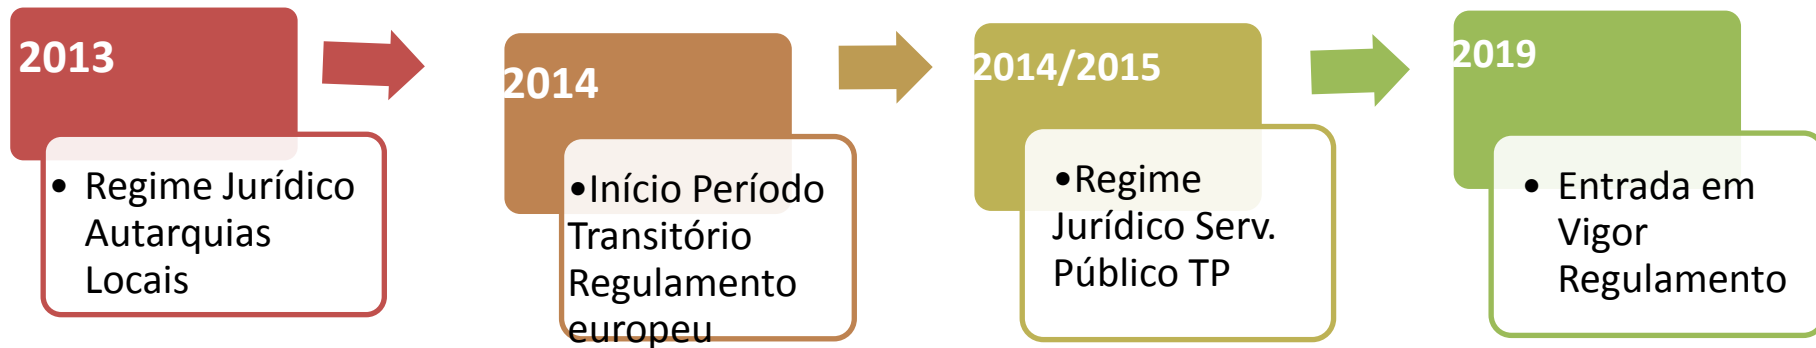 2013
• Regime Jurídico
Autarquias
Locais
2014
•Início Período
Transitório
Regulamento
europeu
2014/2015
•Regime
Jurídico Serv.
Público TP
2019
• Entrada em
Vigor
Regulamento